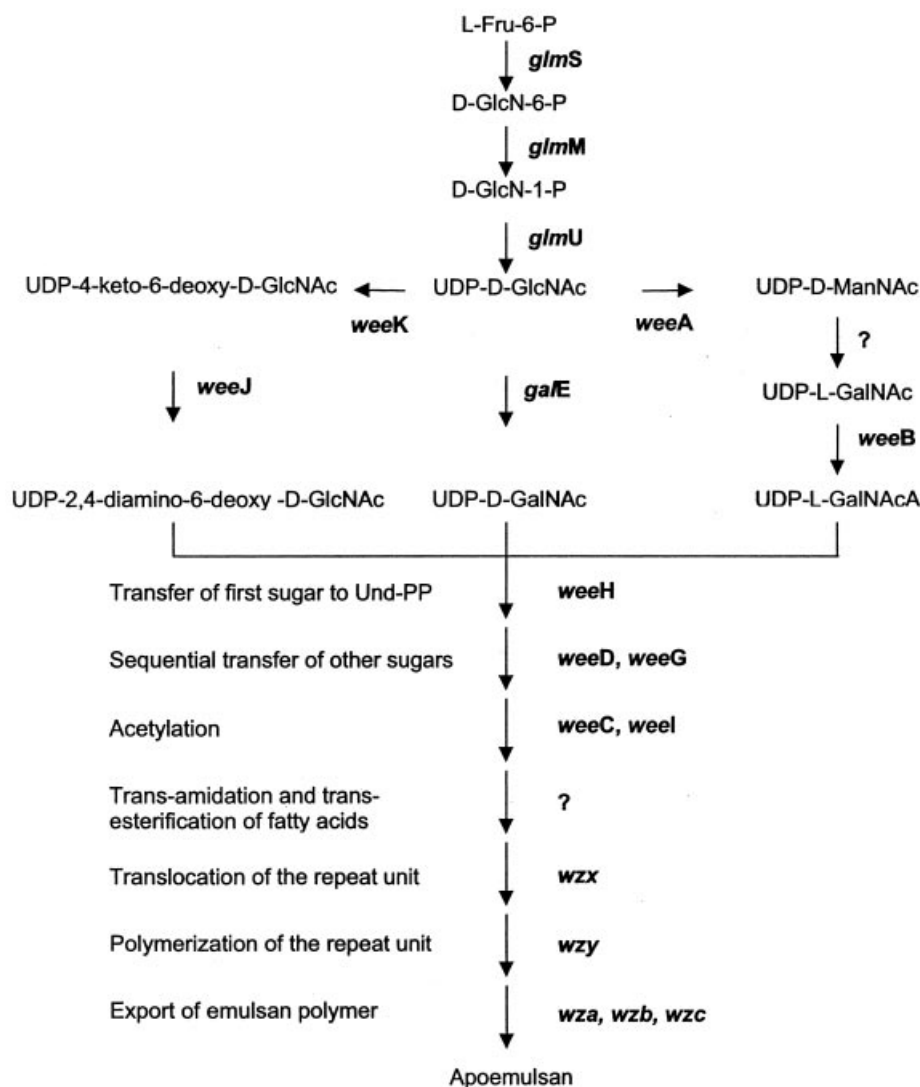 L-Fru-6-P
glmS
D-GlcN-6-P
glmM
D-GlcN-1-P
glmU
UDP-4-keto-6-deoxy-D-GlcNAc
UDP-D-GlcNAc
UDP-D-ManNAc
weeK
weeA
?
weeJ
galE
UDP-L-GalNAc
weeB
UDP-2,4-diamino-6-deoxy -D-GlcNAc
UDP-D-GalNAc
UDP-L-GalNAcA
Transfer of first sugar to Und-PP
weeH
Sequential transfer of other sugars
weeD, weeG
Acetylation
weeC, weeI
Trans-amidation and trans-
esterification of fatty acids
?
Translocation of the repeat unit
wzx
Polymerization of the repeat unit
wzy
Export of emulsan polymer
wza, wzb, wzc
Apoemulsan